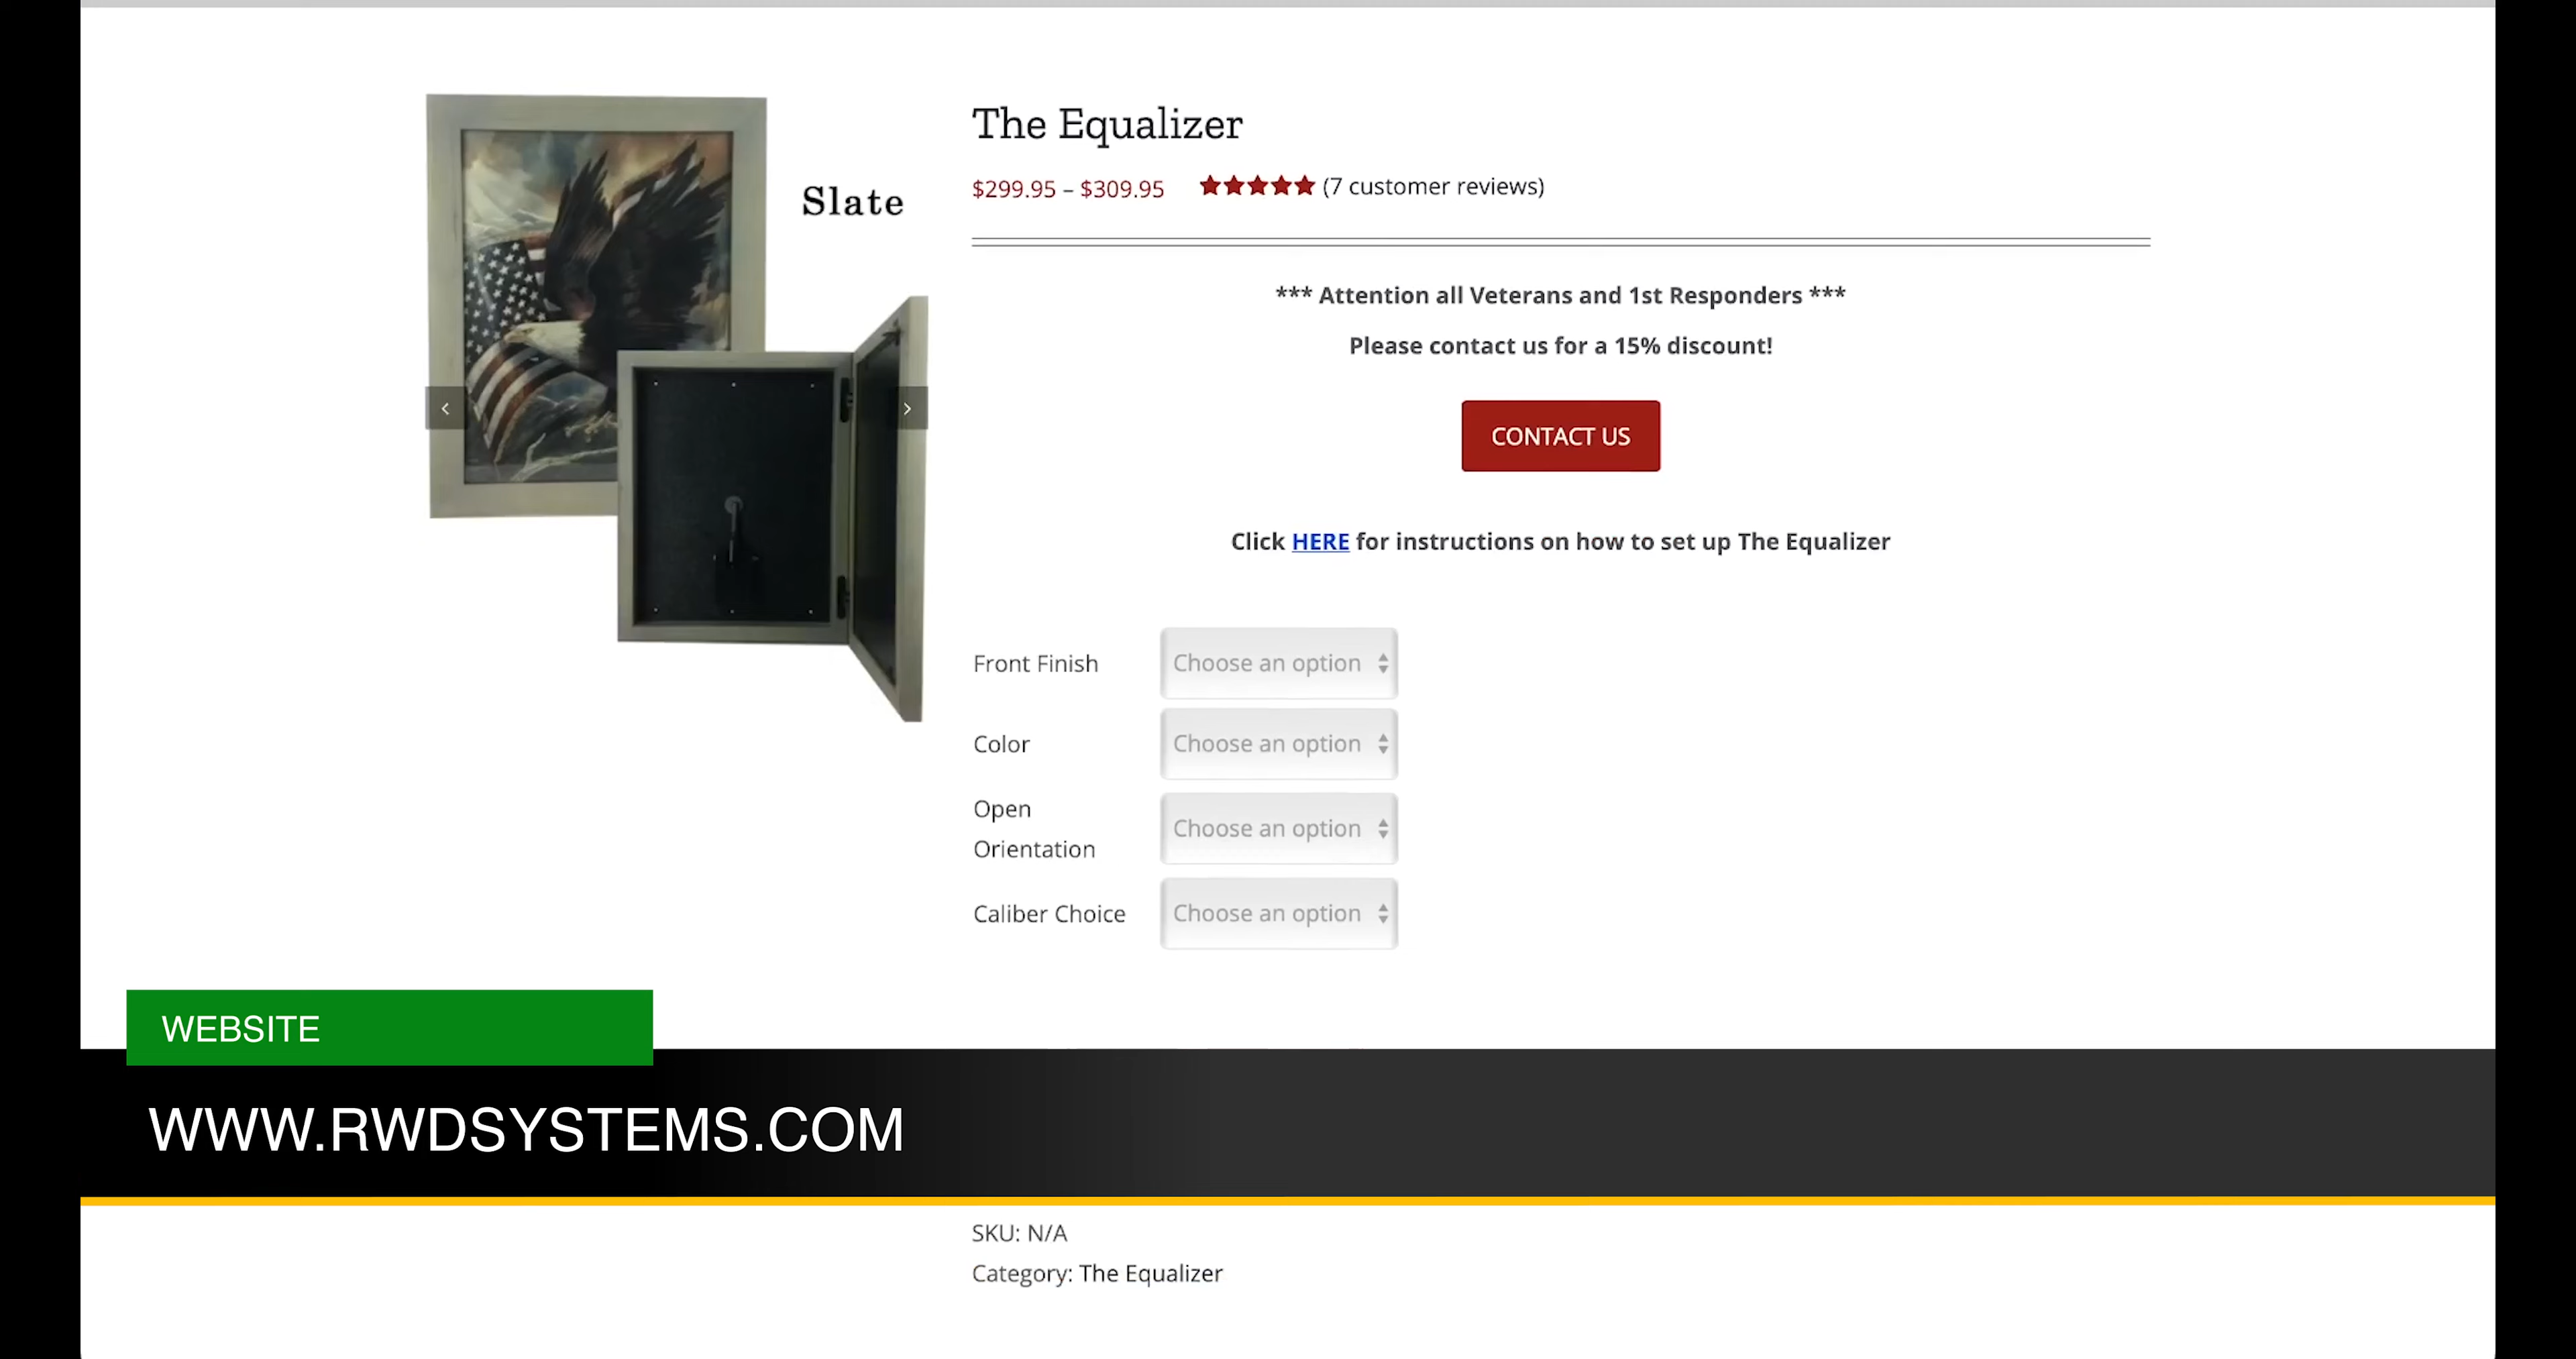 The Equalizer
$299.95 – $309.95 (7 customer reviews)
Slate
*** Attention all Veterans and 1st Responders ***
Please contact us for a 15% discount!
CONTACT US
Click HERE for instructions on how to set up The Equalizer
Front Finish Choose an option
Color Choose an option
Open
Orientation Choose an option
Caliber Choice Choose an option
WEBSITE
WWW.RWDSYSTEMS.COM
SKU: N/A
Category: The Equalizer